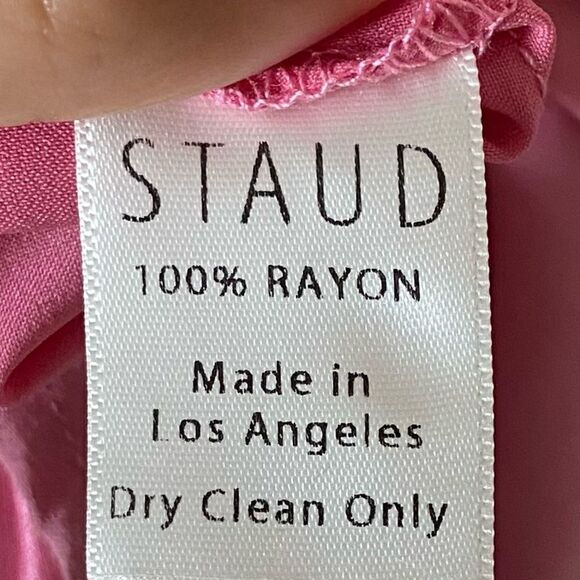 STAUD
100% RAYON
Made in
Los Angeles
Dry Clean Only